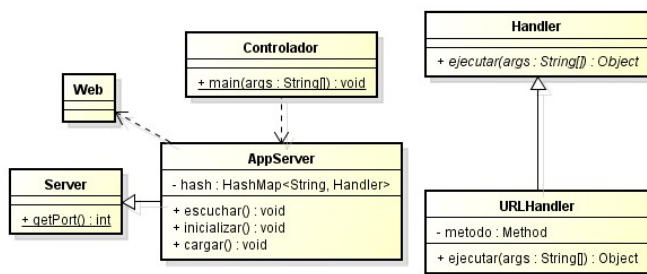 Controlador
+ main(args : String[]) : void
Handler
+ ejecutar(args : String[]) : Object
Web
AppServer
- hash : HashMap<String, Handler>
+ escuchar() : void
+ inicializar() : void
+ cargar() : void
Server
+ getPort() : int
URLHandler
- metodo : Method
+ ejecutar(args : String[]) : Object